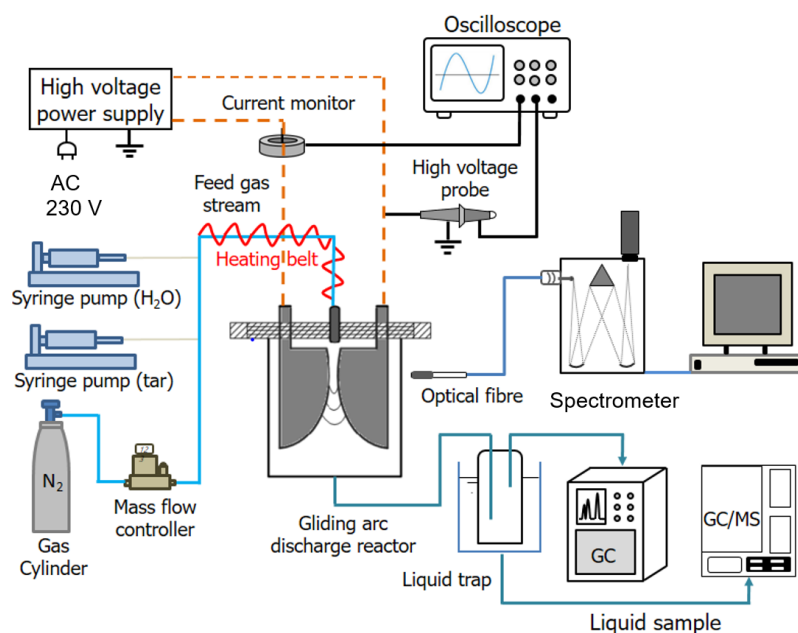 Oscilloscope
High voltage
power supply
Current monitor
High voltage
probe
AC
230 V
Feed gas
stream
Heating belt
Syringe pump (H₂O)
Syringe pump (tar)
Optical fibre
Spectrometer
N₂
Mass flow
controller
Gas
Cylinder
Gliding arc
discharge reactor
Liquid trap
GC
GC/MS
Liquid sample